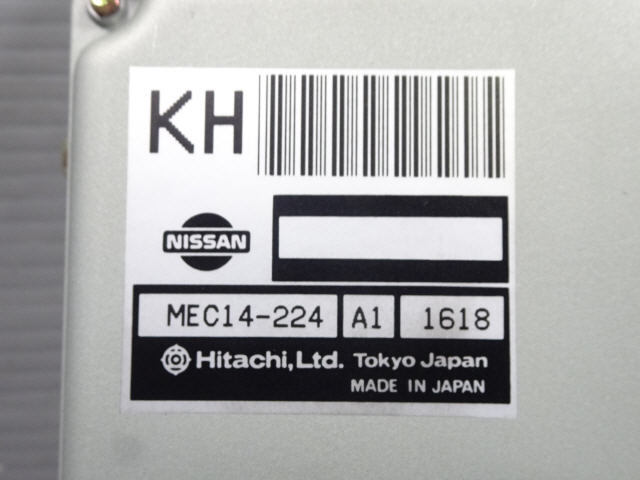 KH
NISSAN
MEC14-224 A1 1618
Hitachi, Ltd. Tokyo Japan
MADE IN JAPAN